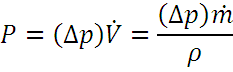 P = (Δp)V̇ = (Δp)ṁ / ρ